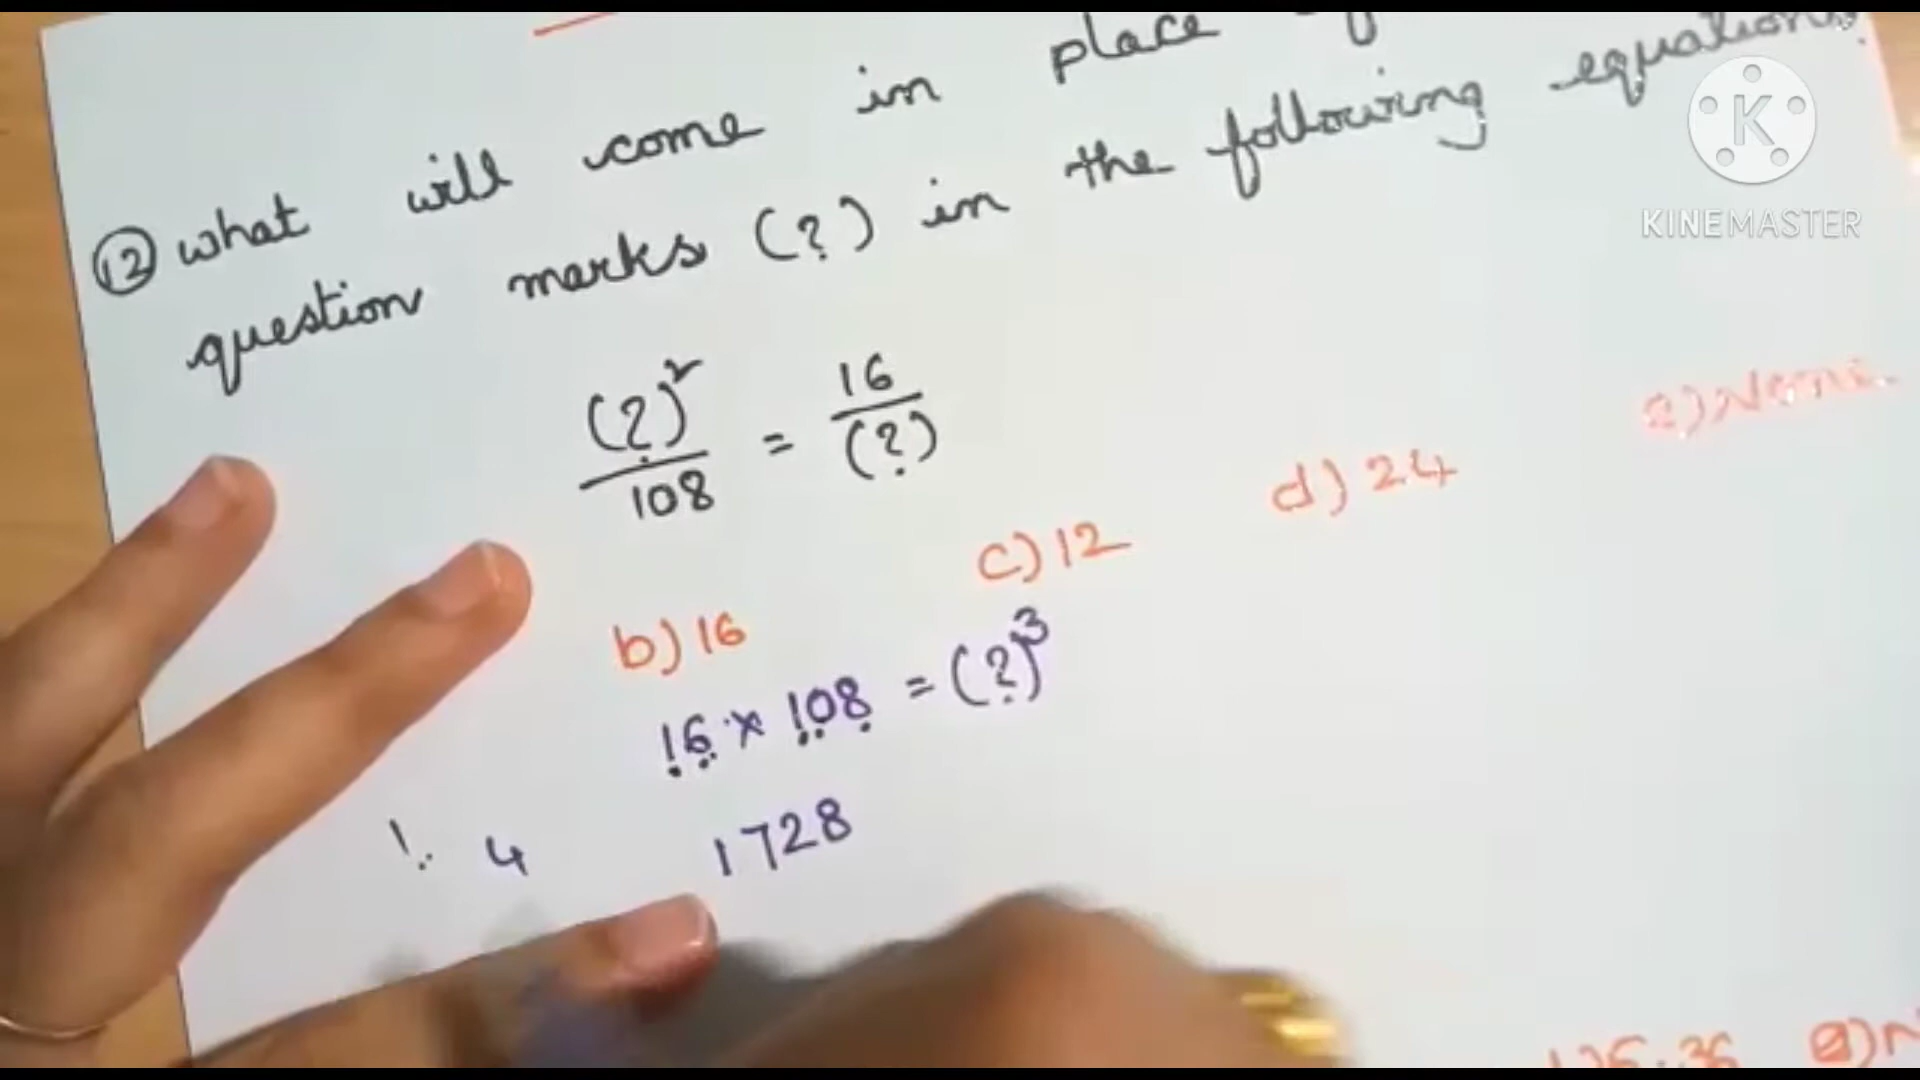 12 what will come in place
question marks (?) in the following equations
(?)² / 108 = 16 / (?)
b) 16 c) 12 d) 24 e) None.
16 × 108 = (?)³
4 1728
KINEMASTER